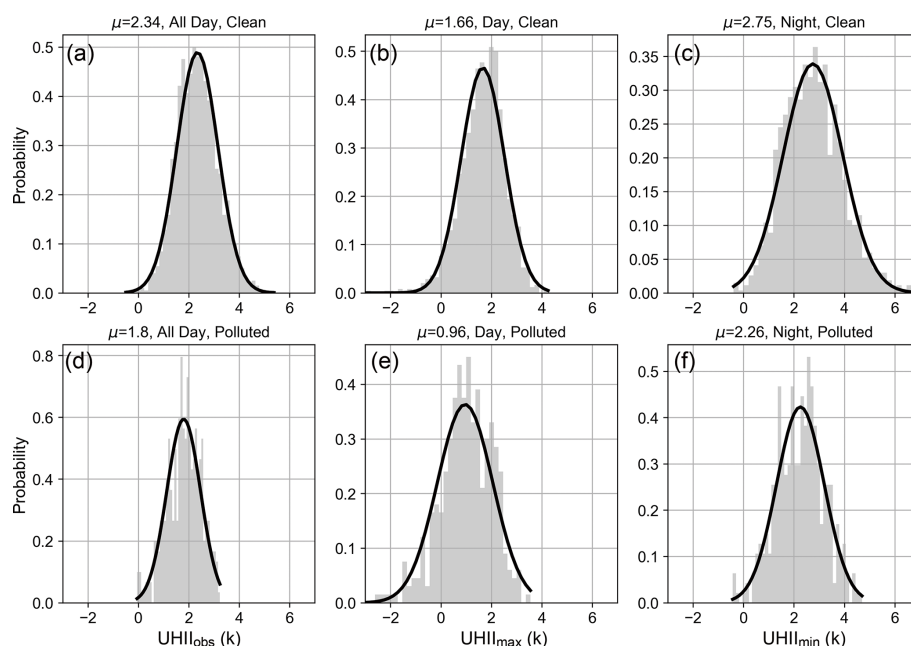 μ=2.34, All Day, Clean
μ=1.66, Day, Clean
μ=2.75, Night, Clean
(a)
(b)
(c)
Probability
0.5
0.4
0.3
0.2
0.1
0.0
0.5
0.4
0.3
0.2
0.1
0.0
0.35
0.30
0.25
0.20
0.15
0.10
0.05
0.00
−2 0 2 4 6
−2 0 2 4 6
−2 0 2 4 6
μ=1.8, All Day, Polluted
μ=0.96, Day, Polluted
μ=2.26, Night, Polluted
(d)
(e)
(f)
Probability
0.8
0.6
0.4
0.2
0.0
0.4
0.3
0.2
0.1
0.0
0.5
0.4
0.3
0.2
0.1
0.0
−2 0 2 4 6
−2 0 2 4 6
−2 0 2 4 6
UHII_obs (k)
UHII_max (k)
UHII_min (k)